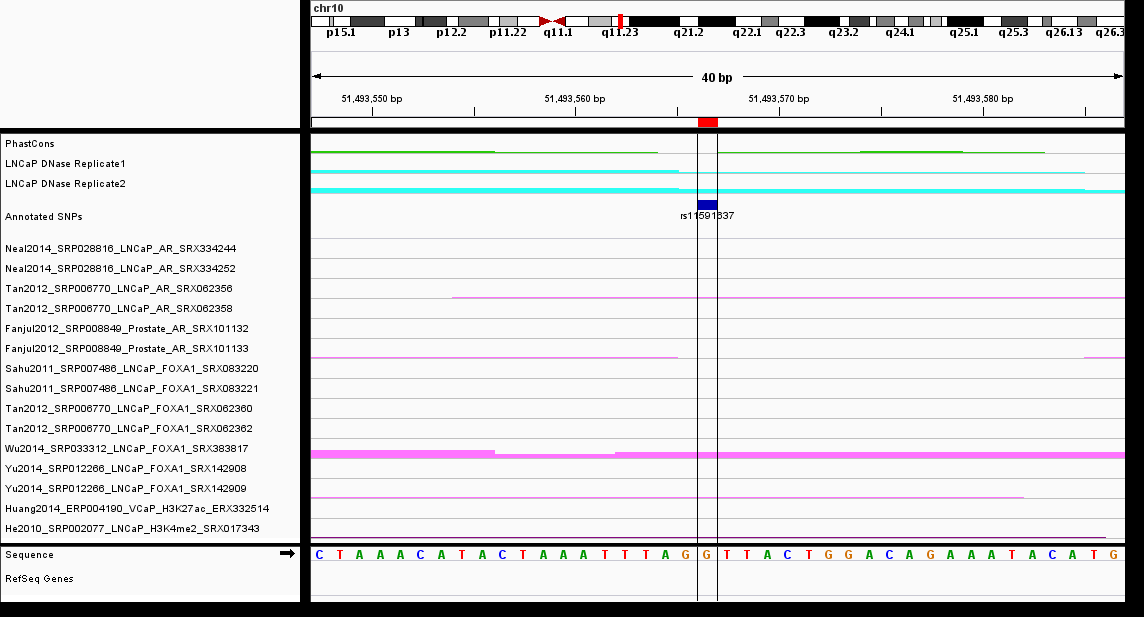 chr10
p15.1 p13 p12.2 p11.22 q11.1 q11.23 q21.2 q22.1 q22.3 q23.2 q24.1 q25.1 q25.3 q26.13 q26.3
40 bp
51,493,550 bp 51,493,560 bp 51,493,570 bp 51,493,580 bp
PhastCons
LNCaP DNase Replicate1
LNCaP DNase Replicate2
Annotated SNPs
rs11591637
Neal2014_SRP028816_LNCaP_AR_SRX334244
Neal2014_SRP028816_LNCaP_AR_SRX334252
Tan2012_SRP006770_LNCaP_AR_SRX062356
Tan2012_SRP006770_LNCaP_AR_SRX062358
Fanjul2012_SRP008849_Prostate_AR_SRX101132
Fanjul2012_SRP008849_Prostate_AR_SRX101133
Sahu2011_SRP007486_LNCaP_FOXA1_SRX083220
Sahu2011_SRP007486_LNCaP_FOXA1_SRX083221
Tan2012_SRP006770_LNCaP_FOXA1_SRX062360
Tan2012_SRP006770_LNCaP_FOXA1_SRX062362
Wu2014_SRP033312_LNCaP_FOXA1_SRX383817
Yu2014_SRP012266_LNCaP_FOXA1_SRX142908
Yu2014_SRP012266_LNCaP_FOXA1_SRX142909
Huang2014_ERP004190_VCaP_H3K27ac_ERX332514
He2010_SRP002077_LNCaP_H3K4me2_SRX017343
Sequence C T A A A C A T A C T A A A T T T A G G T T A C T G G A C A G A A A T A C A T G
RefSeq Genes